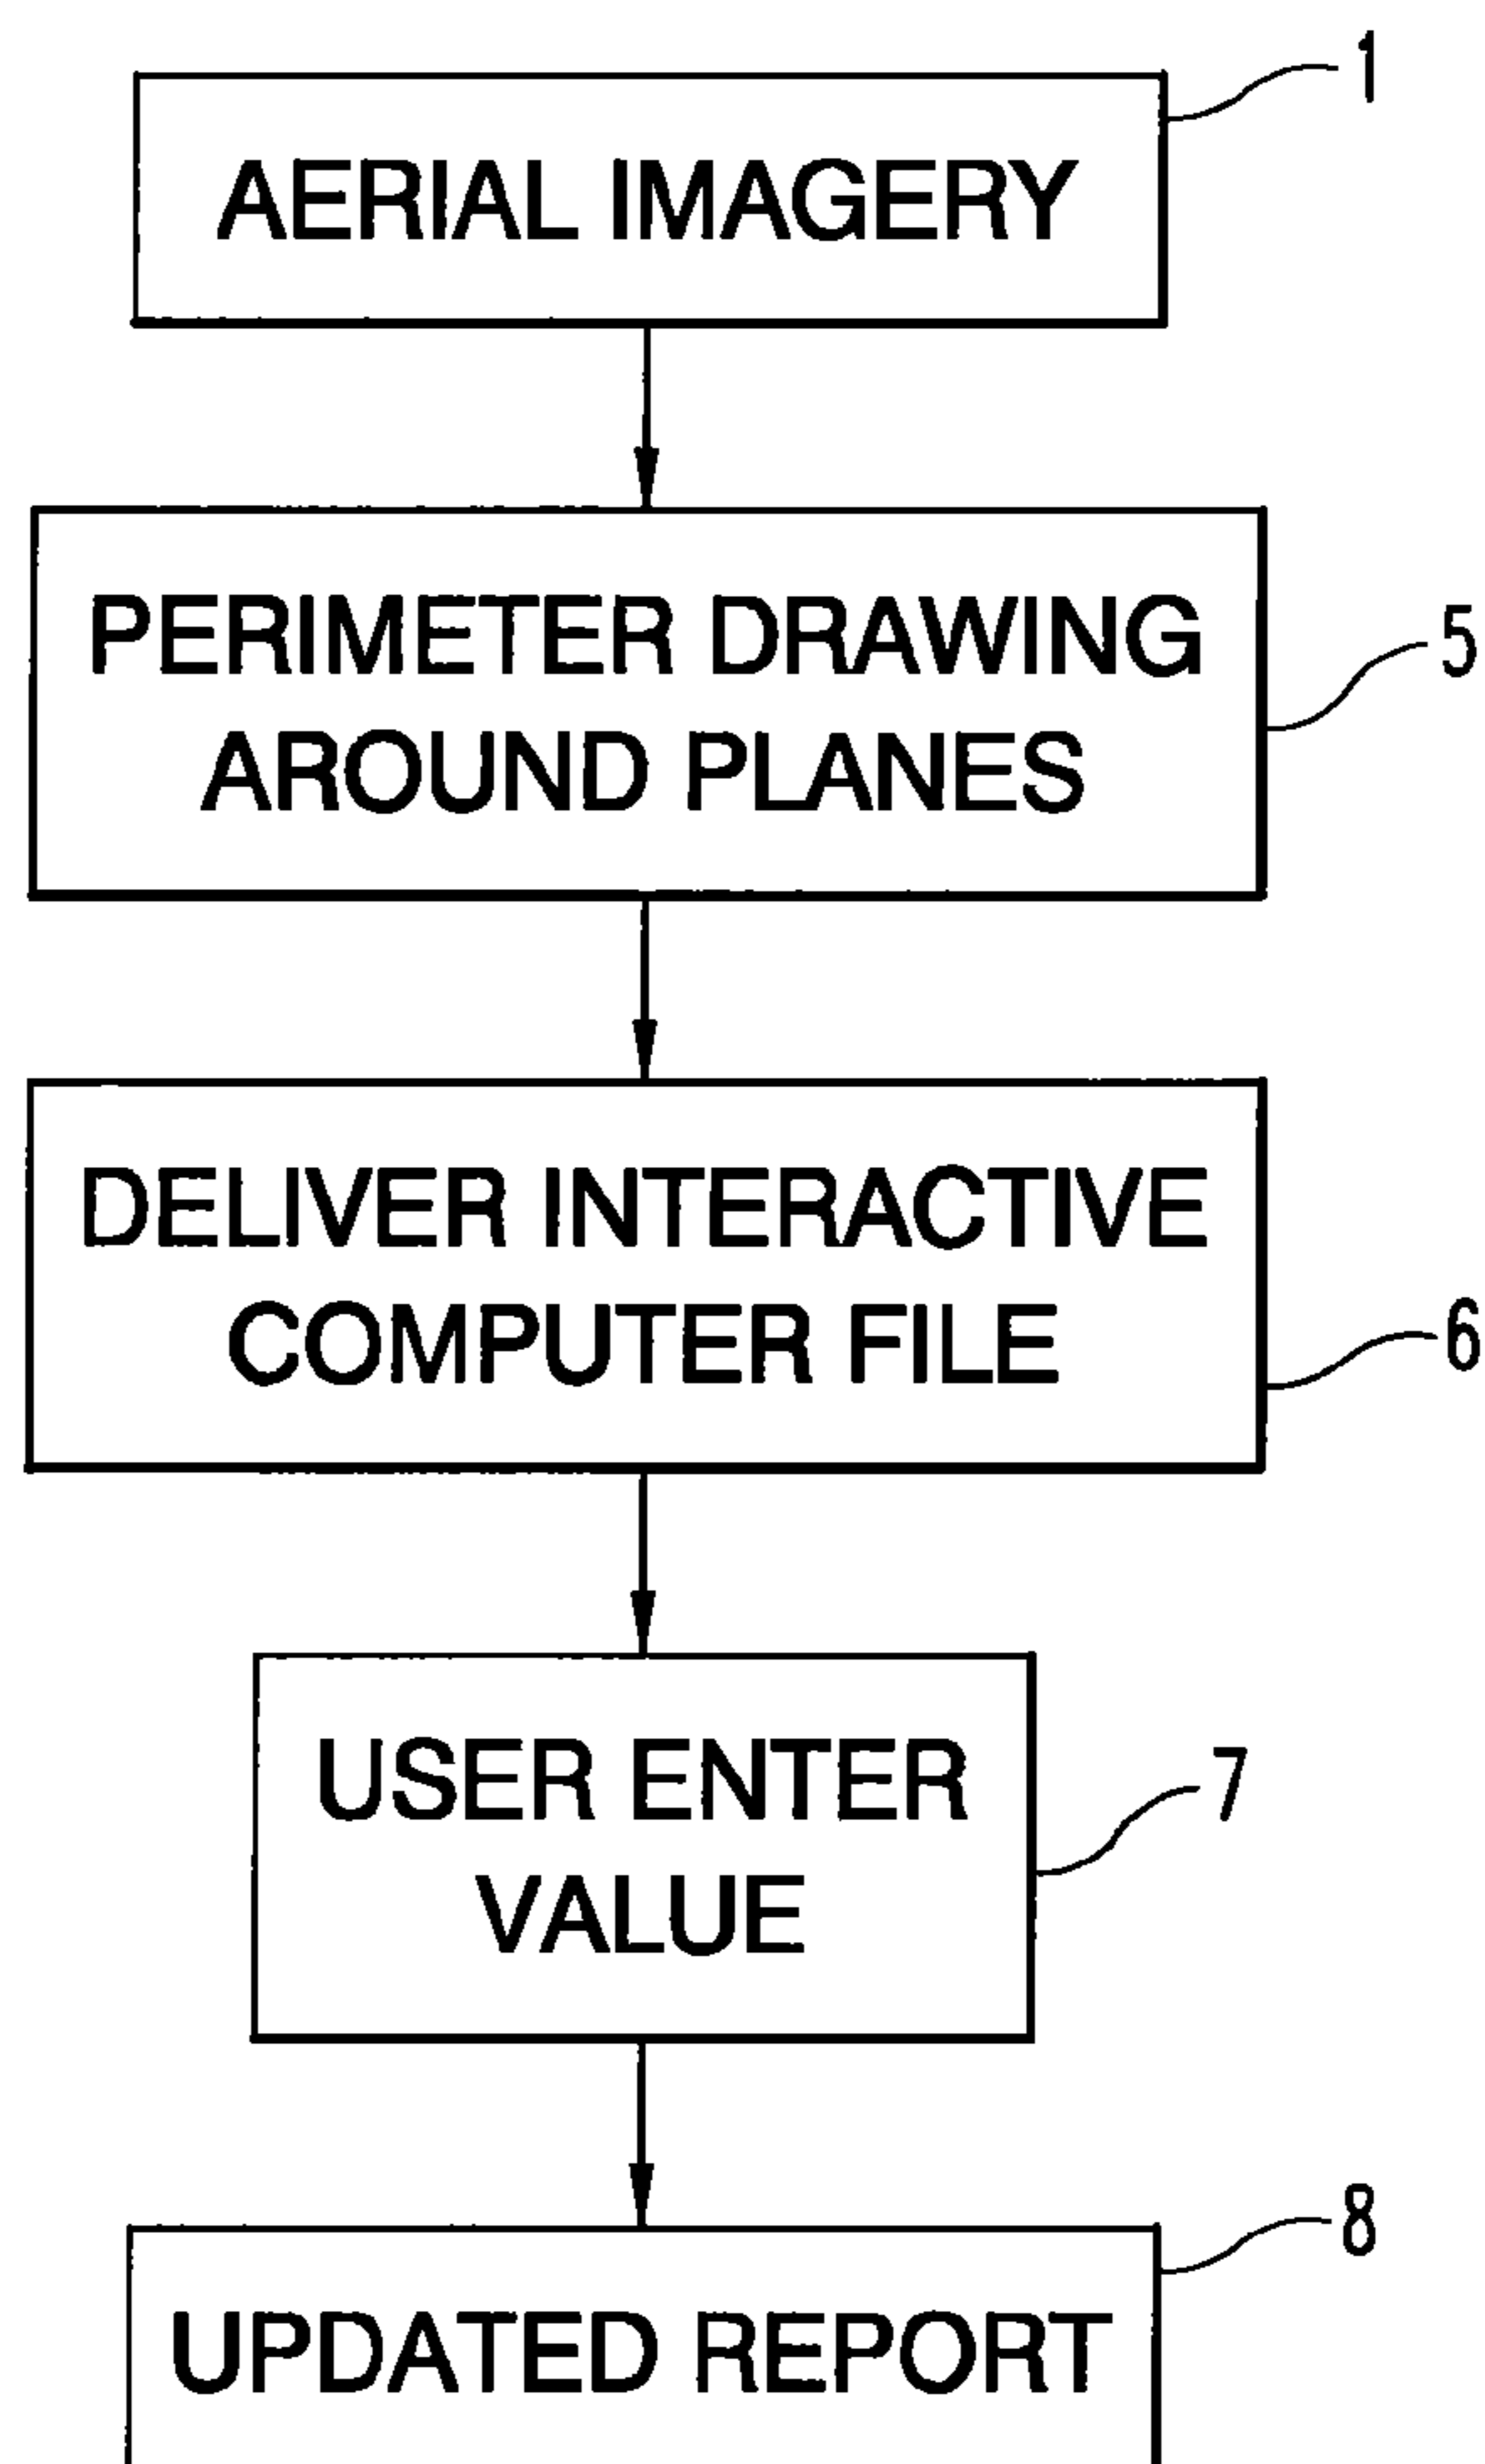 1
AERIAL IMAGERY
PERIMETER DRAWING
AROUND PLANES
5
DELIVER INTERACTIVE
COMPUTER FILE
6
USER ENTER
VALUE
7
8
UPDATED REPORT